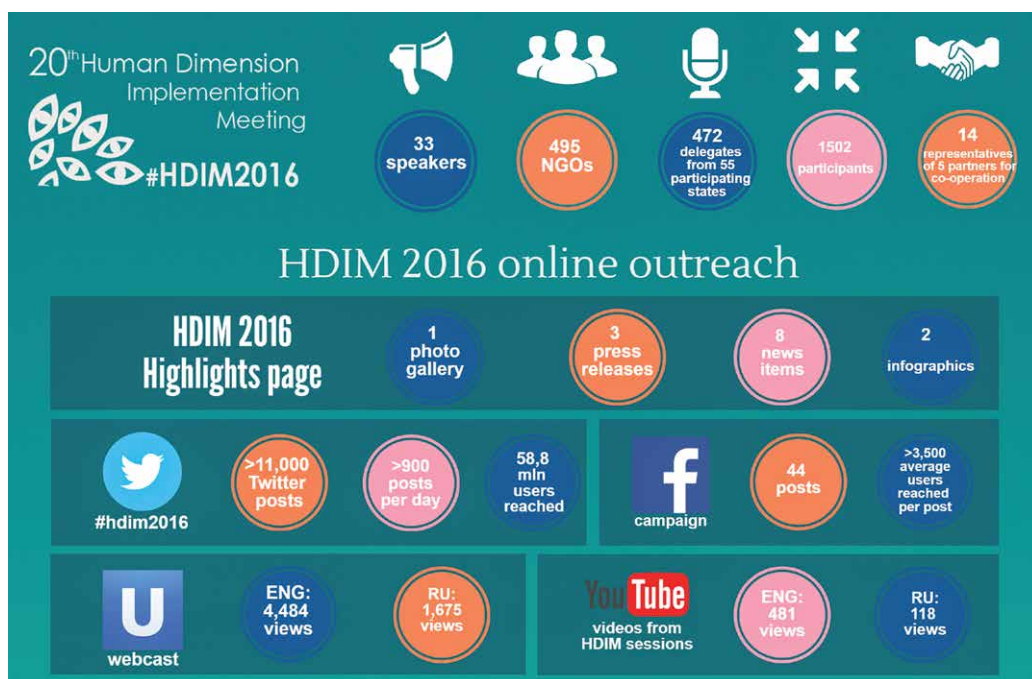 20th Human Dimension
Implementation
Meeting
#HDIM2016
33
speakers
495
NGOs
472
delegates
from 55
participating
states
1502
participants
14
representatives
of 5 partners for
co-operation
HDIM 2016 online outreach
HDIM 2016
Highlights page
1
photo
gallery
3
press
releases
8
news
items
2
infographics
#hdim2016
>11,000
Twitter
posts
>900
posts
per day
58,8
mln
users
reached
f
campaign
44
posts
>3,500
average
users
reached
per post
U
webcast
ENG:
4,484
views
RU:
1,675
views
YouTube
videos from
HDIM sessions
ENG:
481
views
RU:
118
views